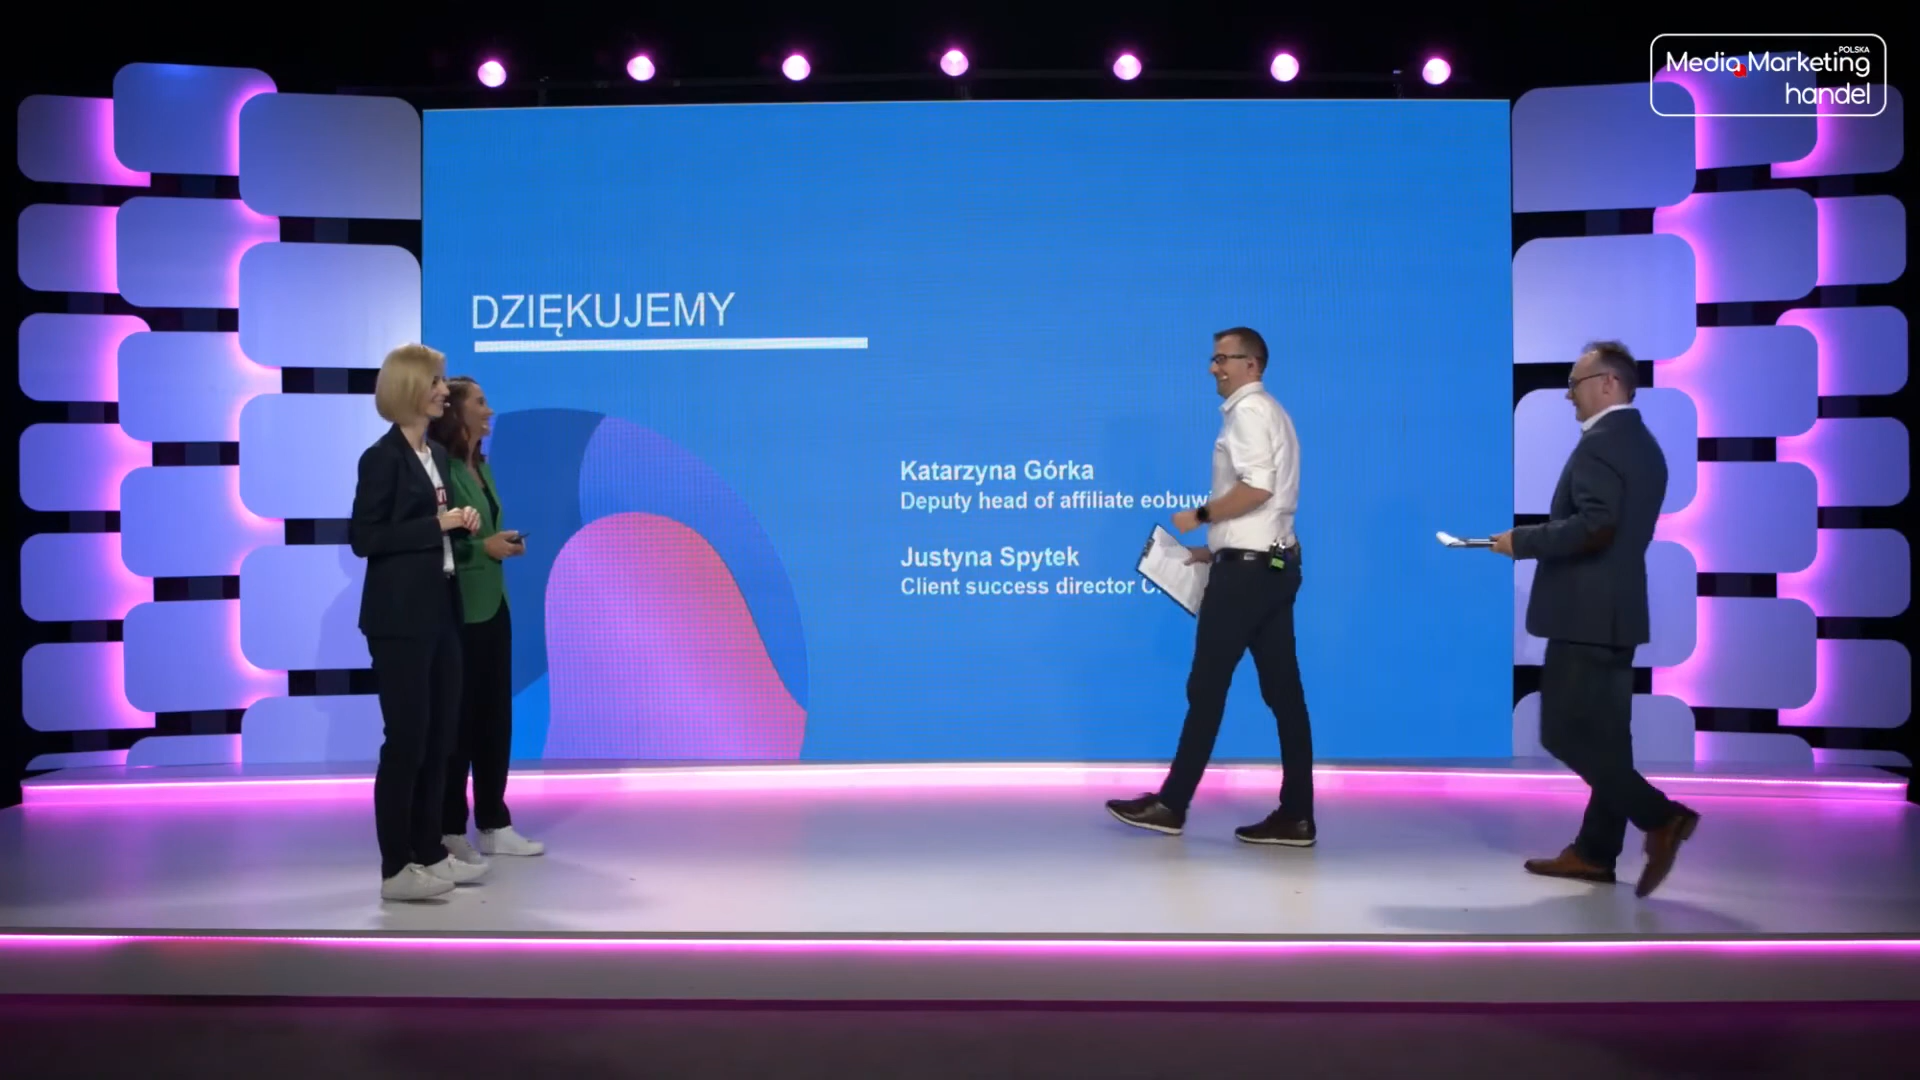 POLSKA
Media Marketing
handel
DZIĘKUJEMY
Katarzyna Górka
Deputy head of affiliate
Justyna Spytek
Client success director